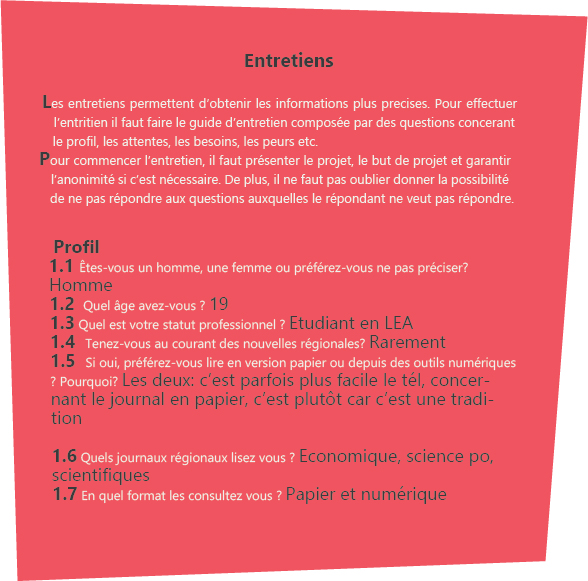 Entretiens
Les entretiens permettent d'obtenir les informations plus precises. Pour effectuer
l'entritien il faut faire le guide d'entretien composée par des questions concerant
le profil, les attentes, les besoins, les peurs etc.
Pour commencer l'entretien, il faut présenter le projet, le but de projet et garantir
l'anonimité si c'est nécessaire. De plus, il ne faut pas oublier donner la possibilité
de ne pas répondre aux questions auxquelles le répondant ne veut pas répondre.
Profil
1.1 Êtes-vous un homme, une femme ou préférez-vous ne pas préciser?
Homme
1.2 Quel âge avez-vous ? 19
1.3 Quel est votre statut professionnel ? Etudiant en LEA
1.4 Tenez-vous au courant des nouvelles régionales? Rarement
1.5 Si oui, préférez-vous lire en version papier ou depuis des outils numériques
? Pourquoi? Les deux: c'est parfois plus facile le tél, concer-
nant le journal en papier, c'est plutôt car c'est une tradi-
tion
1.6 Quels journaux régionaux lisez vous ? Economique, science po,
scientifiques
1.7 En quel format les consultez vous ? Papier et numérique